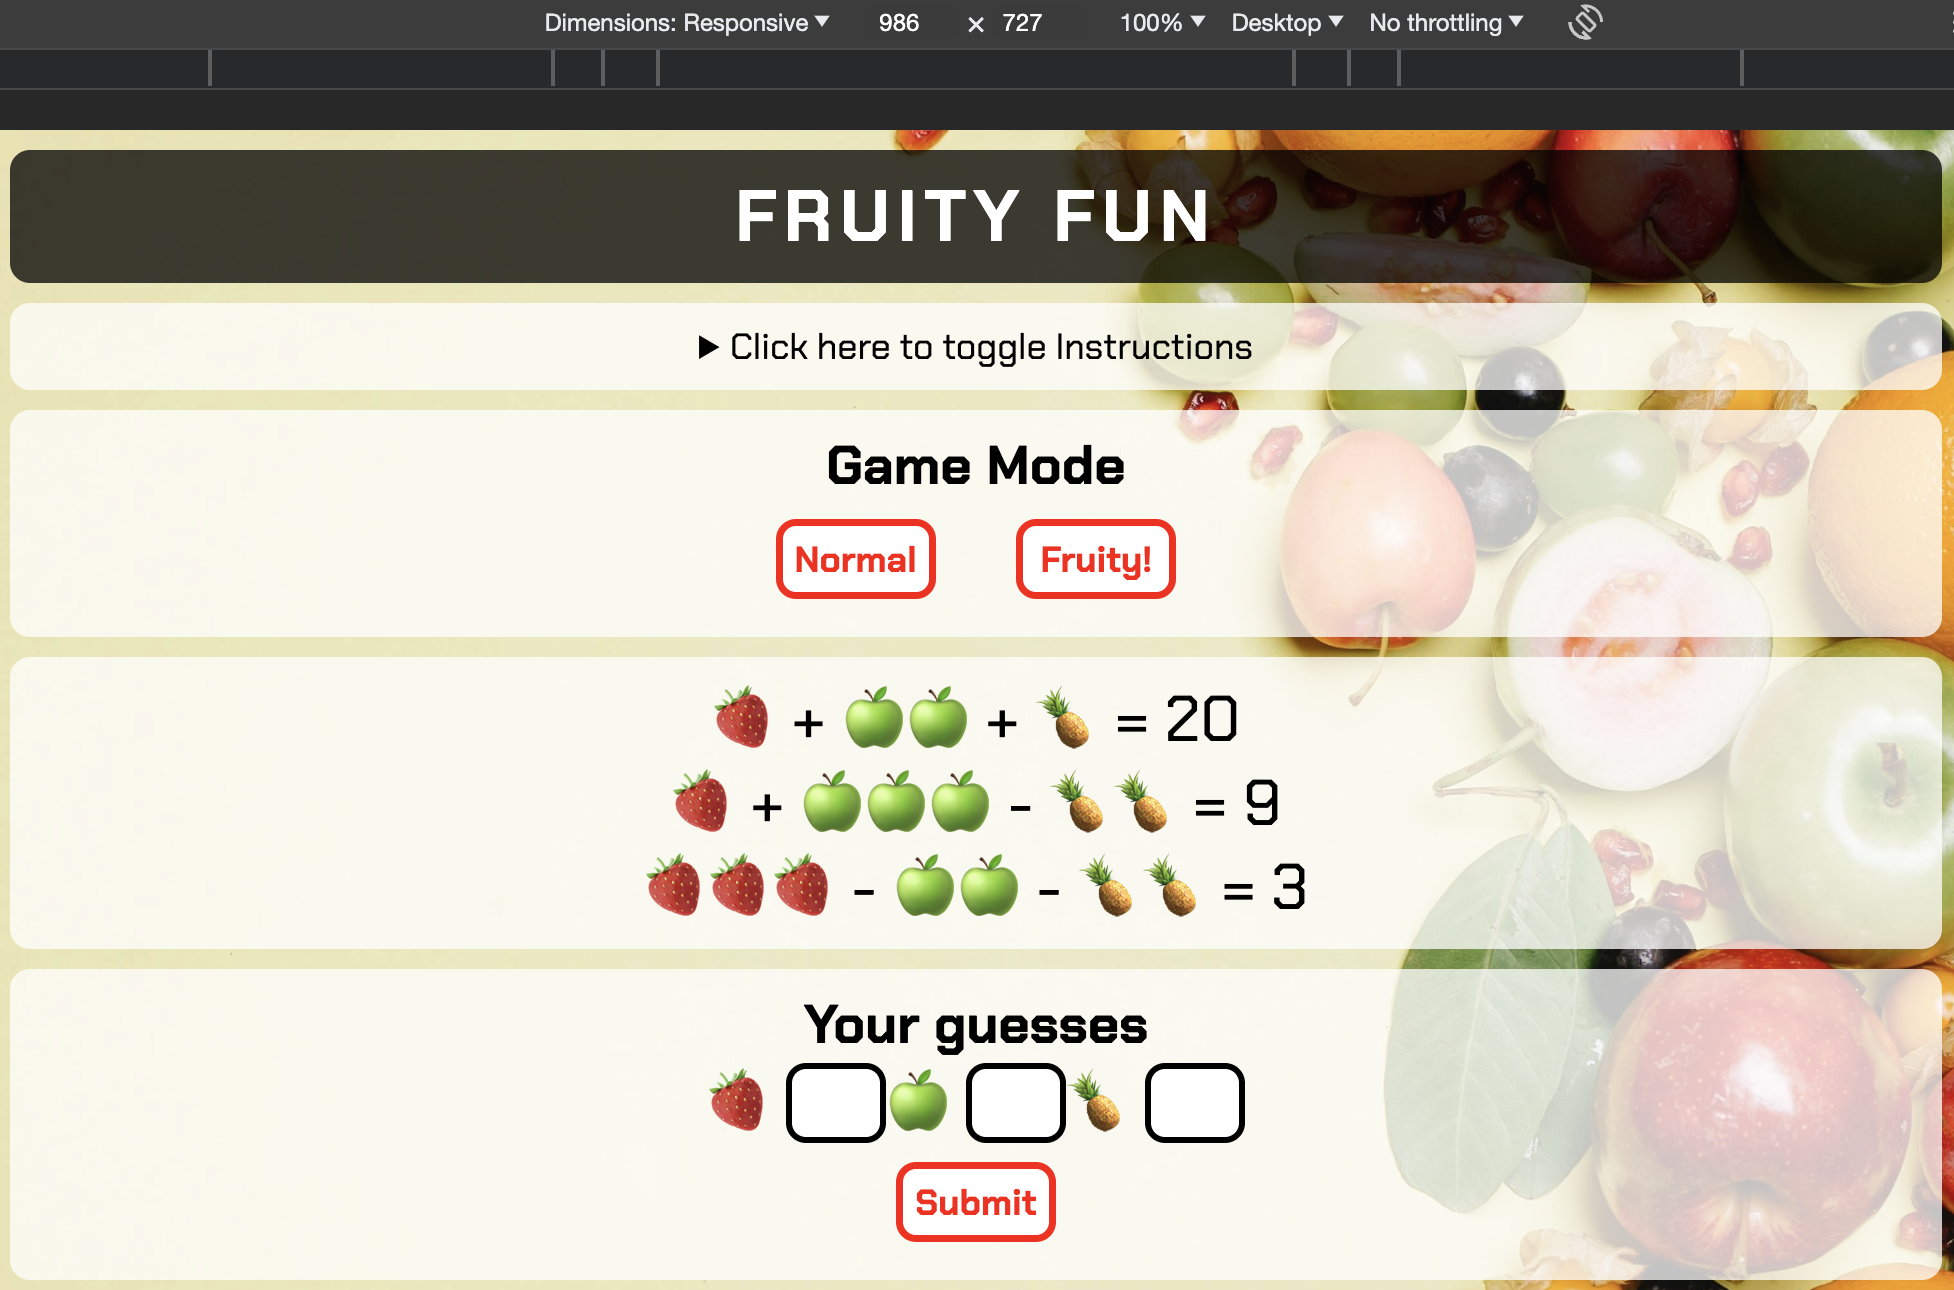 Dimensions: Responsive ▼ 986 × 727 100% ▼ Desktop ▼ No throttling ▼
FRUITY FUN
▶ Click here to toggle Instructions
Game Mode
Normal Fruity!
🍓 + 🍏🍏 + 🍍 = 20
🍓 + 🍏🍏🍏 - 🍍🍍 = 9
🍓🍓🍓 - 🍏🍏 - 🍍🍍 = 3
Your guesses
🍓 🍏 🍍
Submit